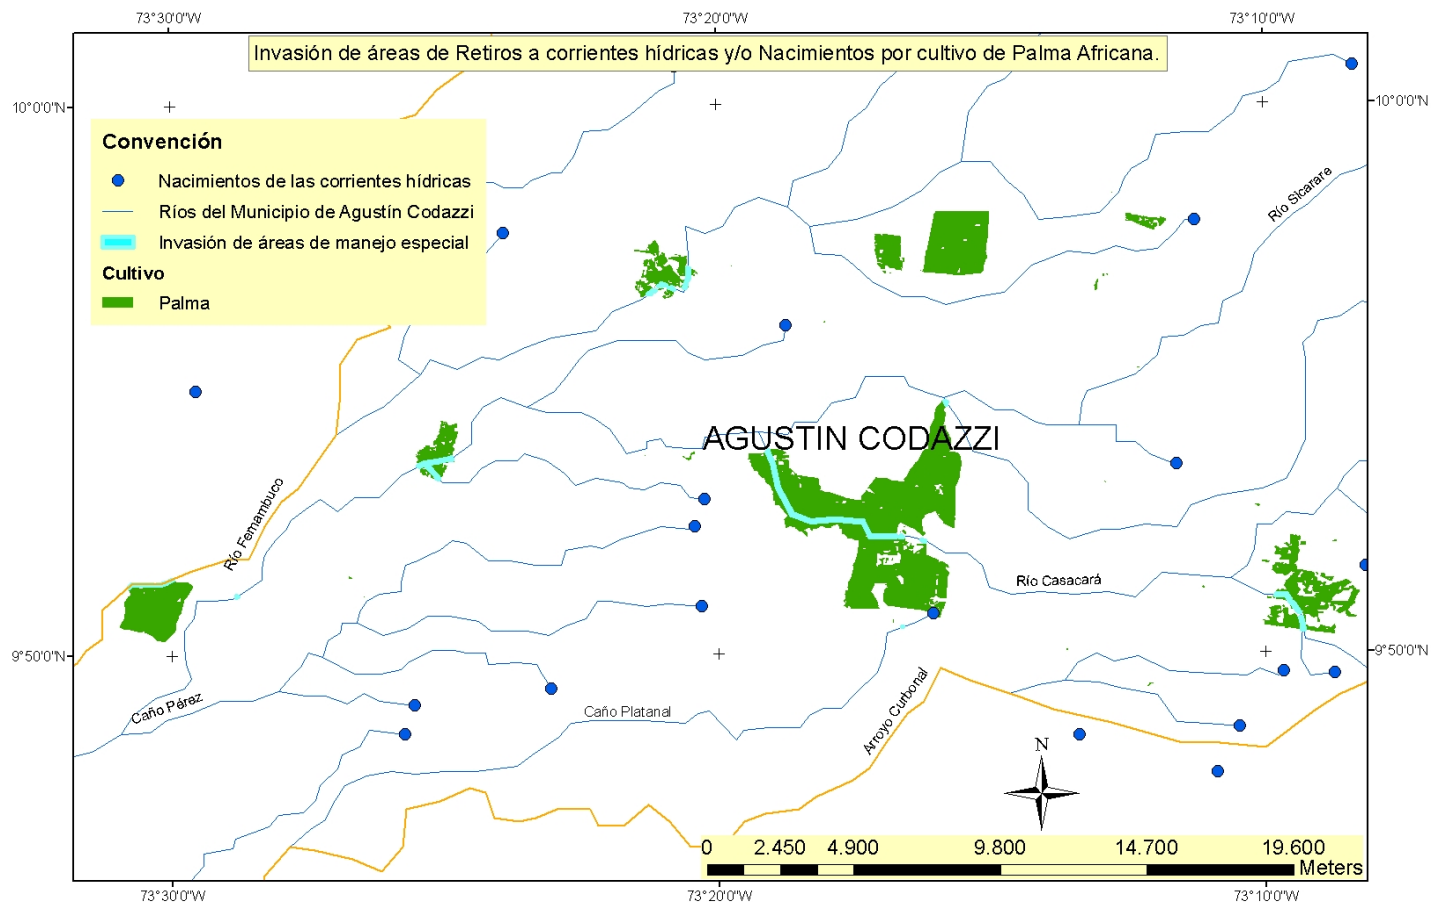 73°30'0"W 73°20'0"W 73°10'0"W
Invasión de áreas de Retiros a corrientes hídricas y/o Nacimientos por cultivo de Palma Africana.
10°0'0"N 10°0'0"N
Convención
Nacimientos de las corrientes hídricas
Ríos del Municipio de Agustín Codazzi
Invasión de áreas de manejo especial
Cultivo
Palma
Río Sicarare
AGUSTIN CODAZZI
Río Fernambuco
Río Casacará
9°50'0"N 9°50'0"N
Caño Pérez
Caño Platanal
Arroyo Curbonal
N
0 2.450 4.900 9.800 14.700 19.600
Meters
73°30'0"W 73°20'0"W 73°10'0"W